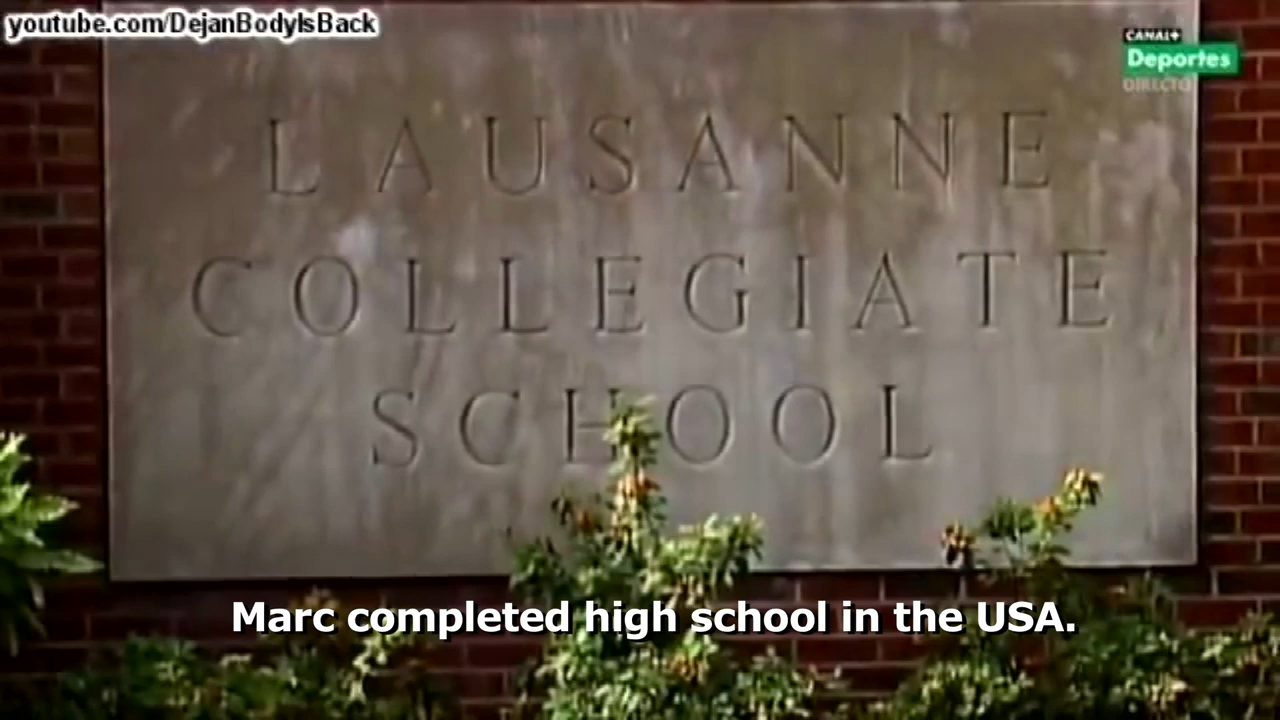 youtube.com/DejanBodyIsBack
CANAL+
Deportes
DIRECTO
LAUSANNE
COLLEGIATE
SCHOOL
Marc completed high school in the USA.